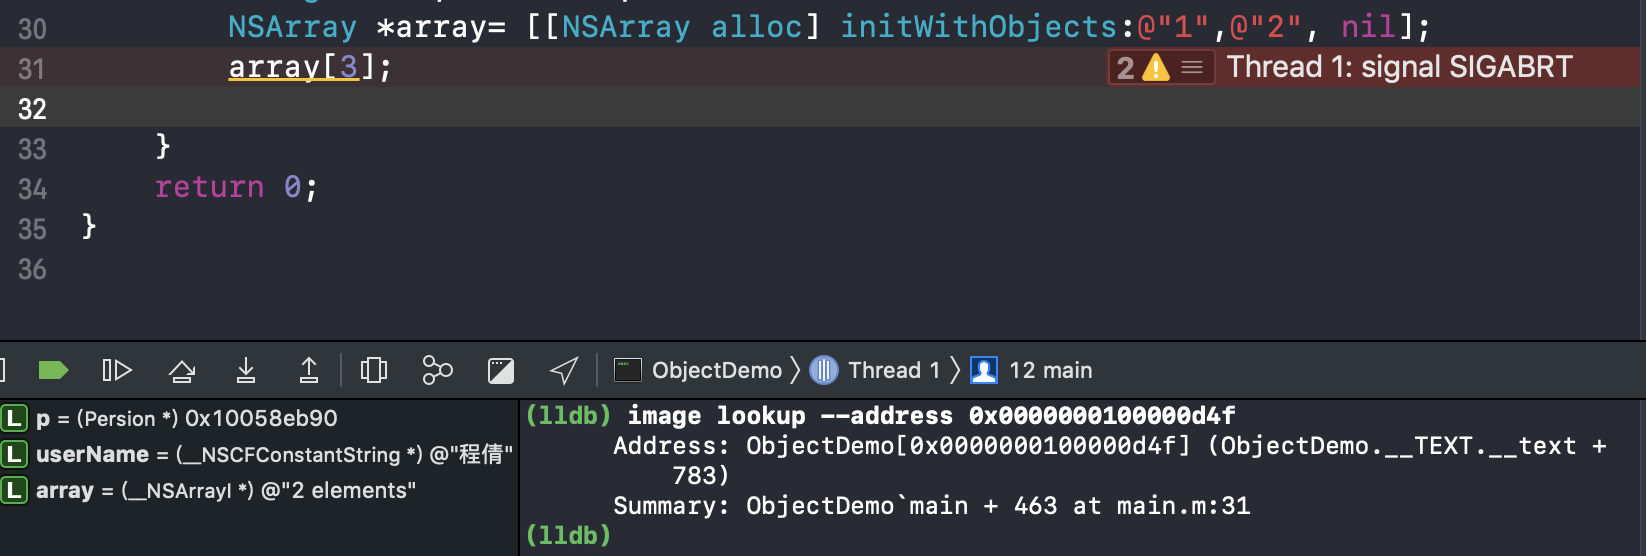 30 NSArray *array= [[NSArray alloc] initWithObjects:@"1",@"2", nil];
31 array[3]; 2 Thread 1: signal SIGABRT
32
33 }
34 return 0;
35 }
36
ObjectDemo Thread 1 12 main
L p = (Persion *) 0x10058eb90
L userName = (__NSCFConstantString *) @"程倩"
L array = (__NSArrayI *) @"2 elements"
(lldb) image lookup --address 0x0000000100000d4f
Address: ObjectDemo[0x0000000100000d4f] (ObjectDemo.__TEXT.__text +
783)
Summary: ObjectDemo`main + 463 at main.m:31
(lldb)